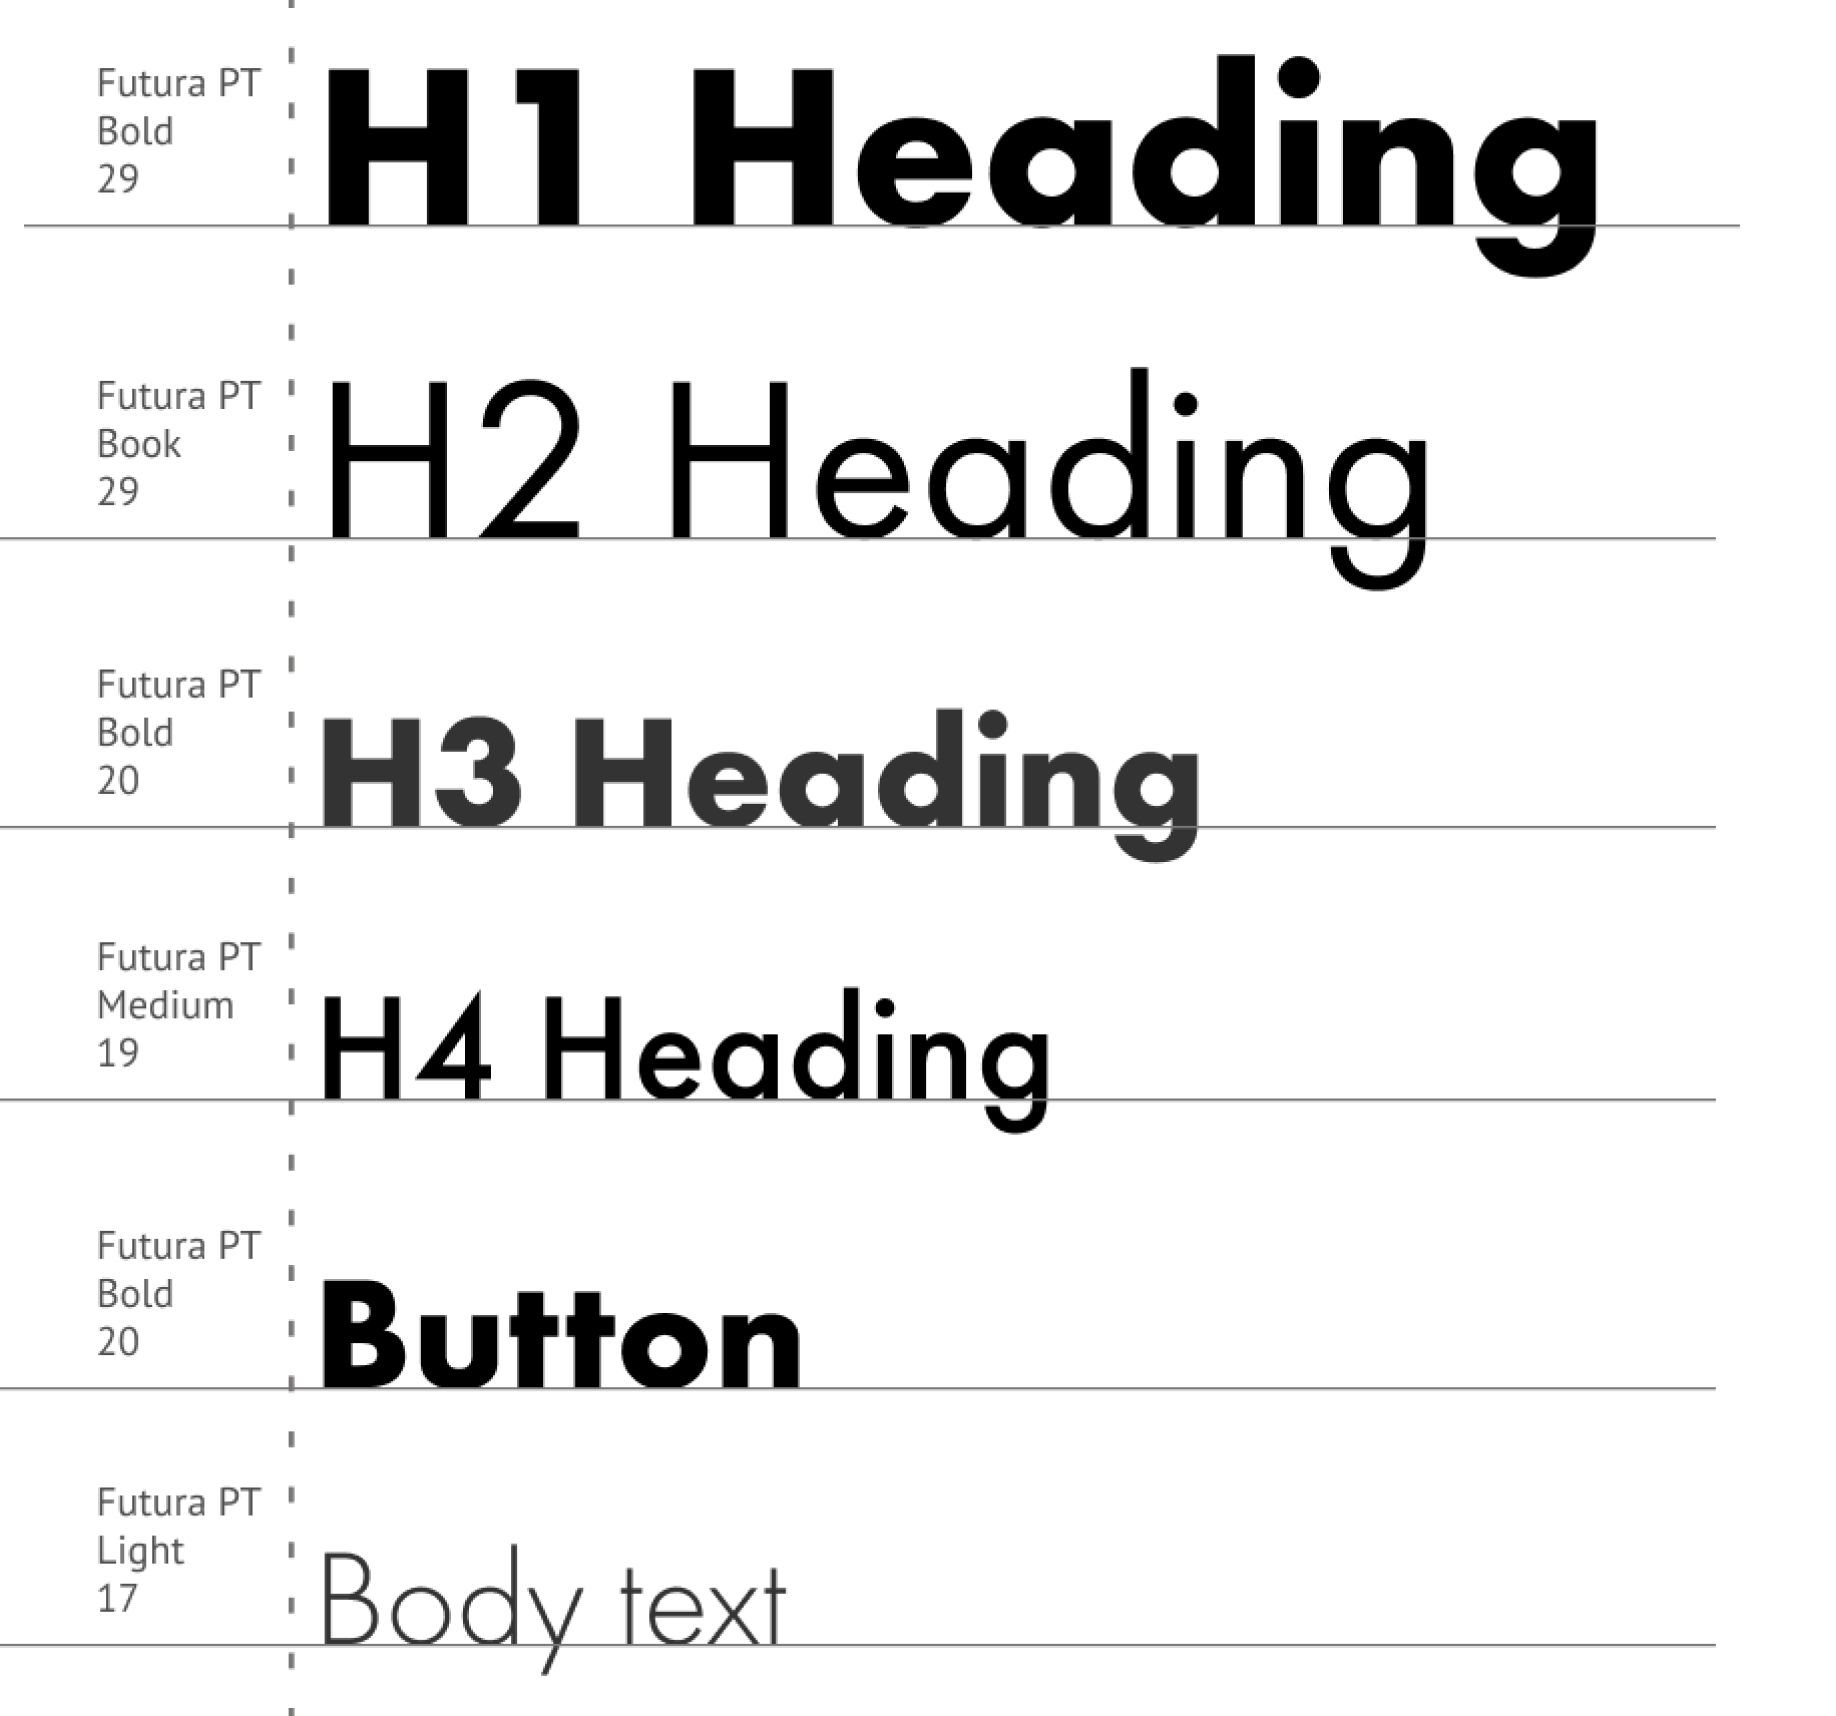 Futura PT
Bold
29
H1 Heading
Futura PT
Book
29
H2 Heading
Futura PT
Bold
20
H3 Heading
Futura PT
Medium
19
H4 Heading
Futura PT
Bold
20
Button
Futura PT
Light
17
Body text